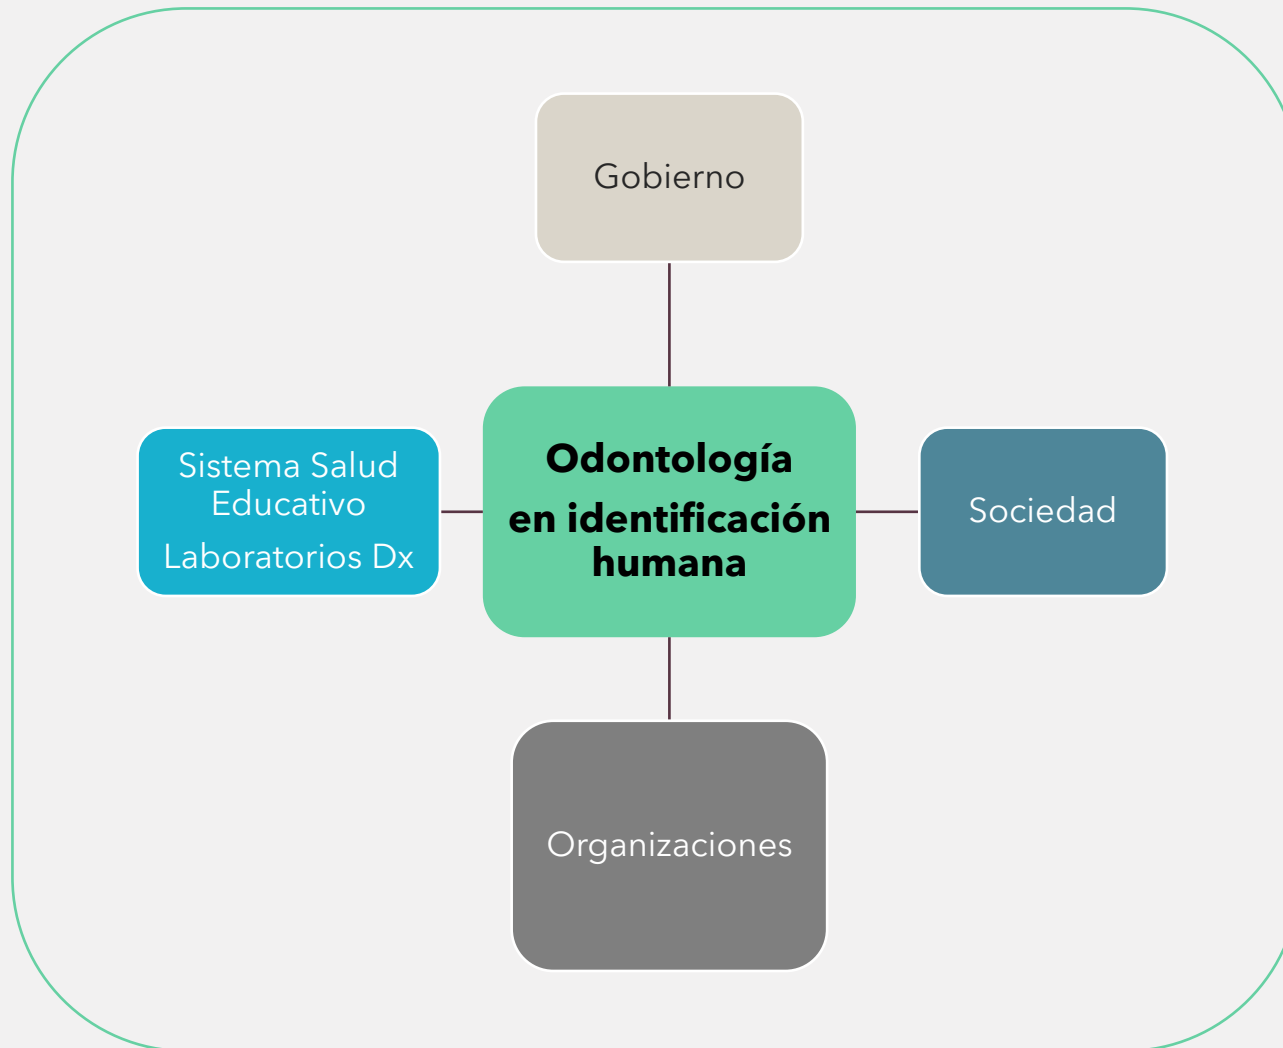 Gobierno
Sistema Salud
Educativo
Laboratorios Dx
Odontología
en identificación
humana
Sociedad
Organizaciones